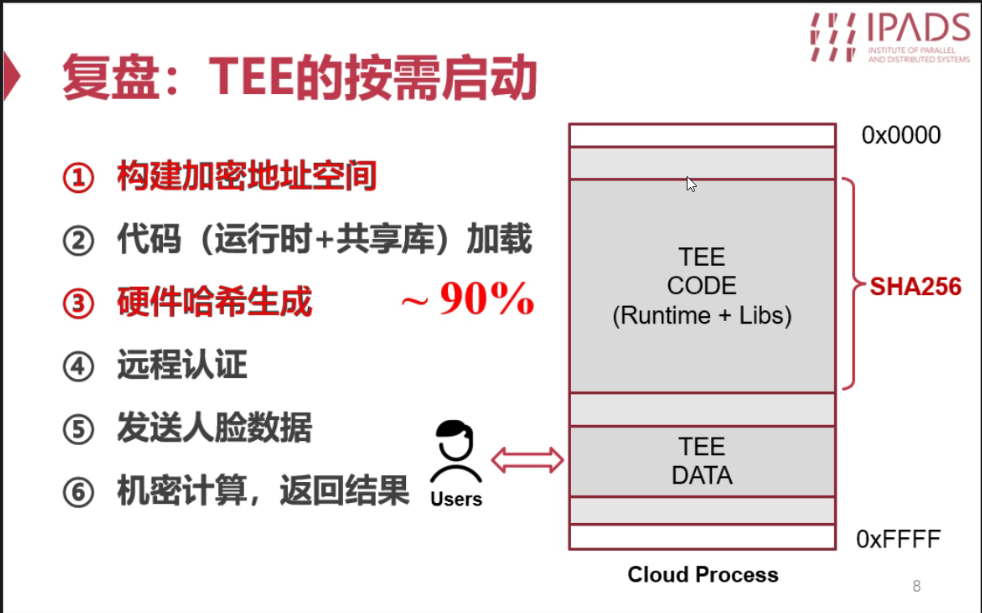 IPADS
INSTITUTE OF PARALLEL
AND DISTRIBUTED SYSTEMS
复盘：TEE的按需启动
① 构建加密地址空间
② 代码（运行时+共享库）加载
③ 硬件哈希生成 ~ 90%
④ 远程认证
⑤ 发送人脸数据
⑥ 机密计算，返回结果
Users
0x0000
TEE
CODE
(Runtime + Libs)
SHA256
TEE
DATA
0xFFFF
Cloud Process
8